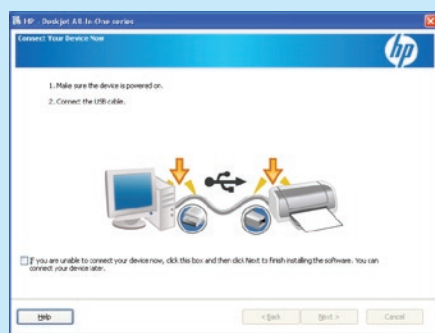 HP - Deskjet All-In-One series
Connect Your Device Now
hp
1. Make sure the device is powered on.
2. Connect the USB cable.
If you are unable to connect your device now, click this box and then click Next to finish installing the software. You can
connect your device later.
Help
< Back
Next >
Cancel